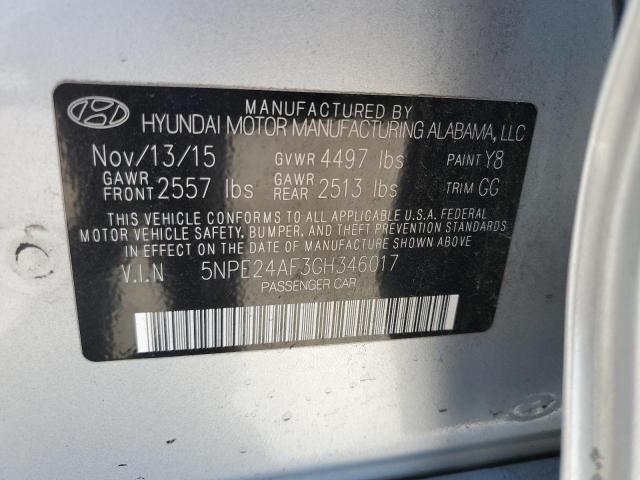 MANUFACTURED BY
HYUNDAI MOTOR MANUFACTURING ALABAMA, LLC
Nov/13/15 GVWR 4497 lbs PAINT Y8
GAWR FRONT 2557 lbs GAWR REAR 2513 lbs TRIM GG
THIS VEHICLE CONFORMS TO ALL APPLICABLE U.S.A. FEDERAL
MOTOR VEHICLE SAFETY, BUMPER, AND THEFT PREVENTION STANDARDS
IN EFFECT ON THE DATE OF MANUFACTURE SHOWN ABOVE
V.I.N 5NPE24AF3GH346017
PASSENGER CAR